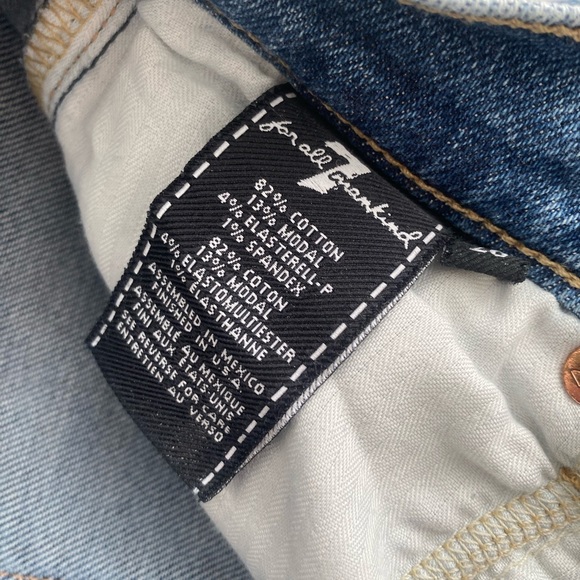 for all 7 mankind
82% COTTON
13% MODAL
4% ELASTERELL-P
1% SPANDEX
82% COTON
13% MODAL
4% ELASTOMULTIESTER
1% ELASTHANNE
ASSEMBLED IN MEXICO
FINISHED IN U S A
ASSEMBLÉ AU MEXIQUE
FINI AUX ÉTATS-UNIS
SEE REVERSE FOR CARE
ENTRETIEN AU VERSO